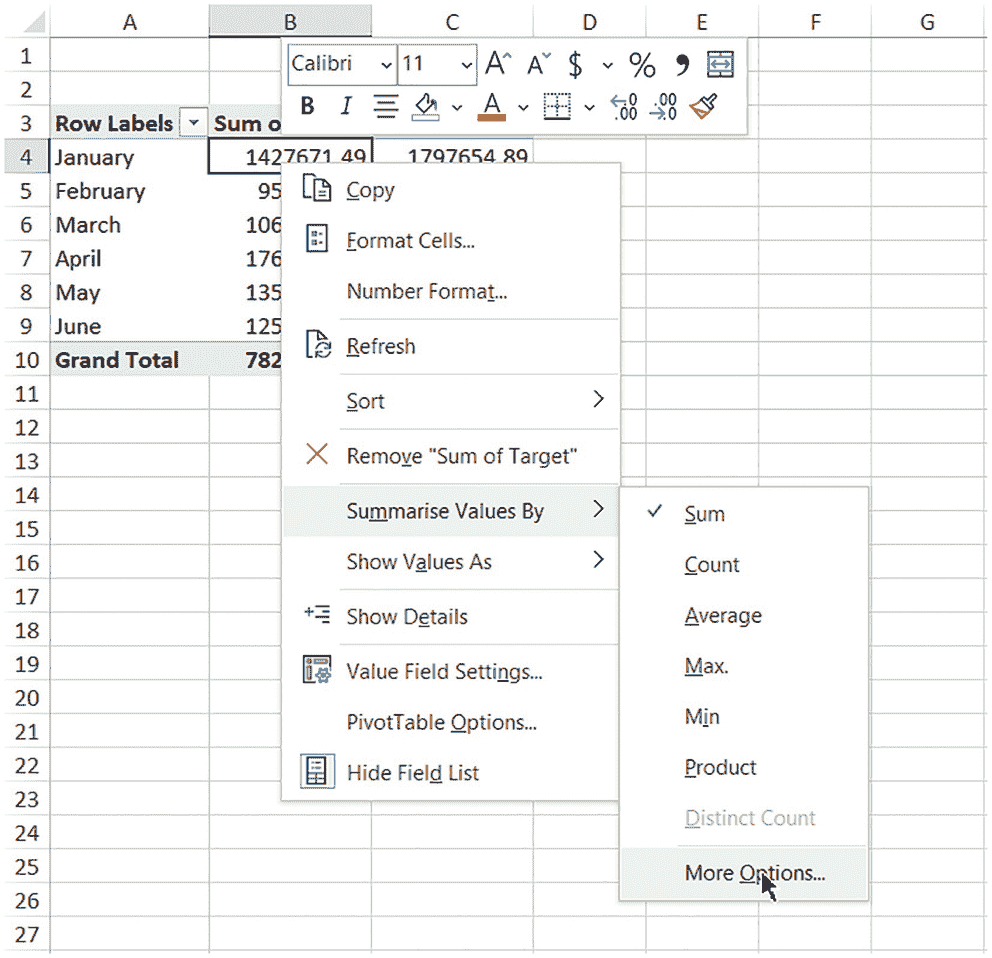 A B C D E F G
Calibri 11 A A $ % ,
B I A .00 .00
1
2
3 Row Labels Sum o
4 January 1427671.49 1797654.89
5 February 95
6 March 106
7 April 176
8 May 135
9 June 125
10 Grand Total 782
11
12
13
14
15
16
17
18
19
20
21
22
23
24
25
26
27
Copy
Format Cells...
Number Format...
Refresh
Sort
Remove "Sum of Target"
Summarise Values By
Show Values As
Show Details
Value Field Settings...
PivotTable Options...
Hide Field List
Sum
Count
Average
Max.
Min
Product
Distinct Count
More Options...